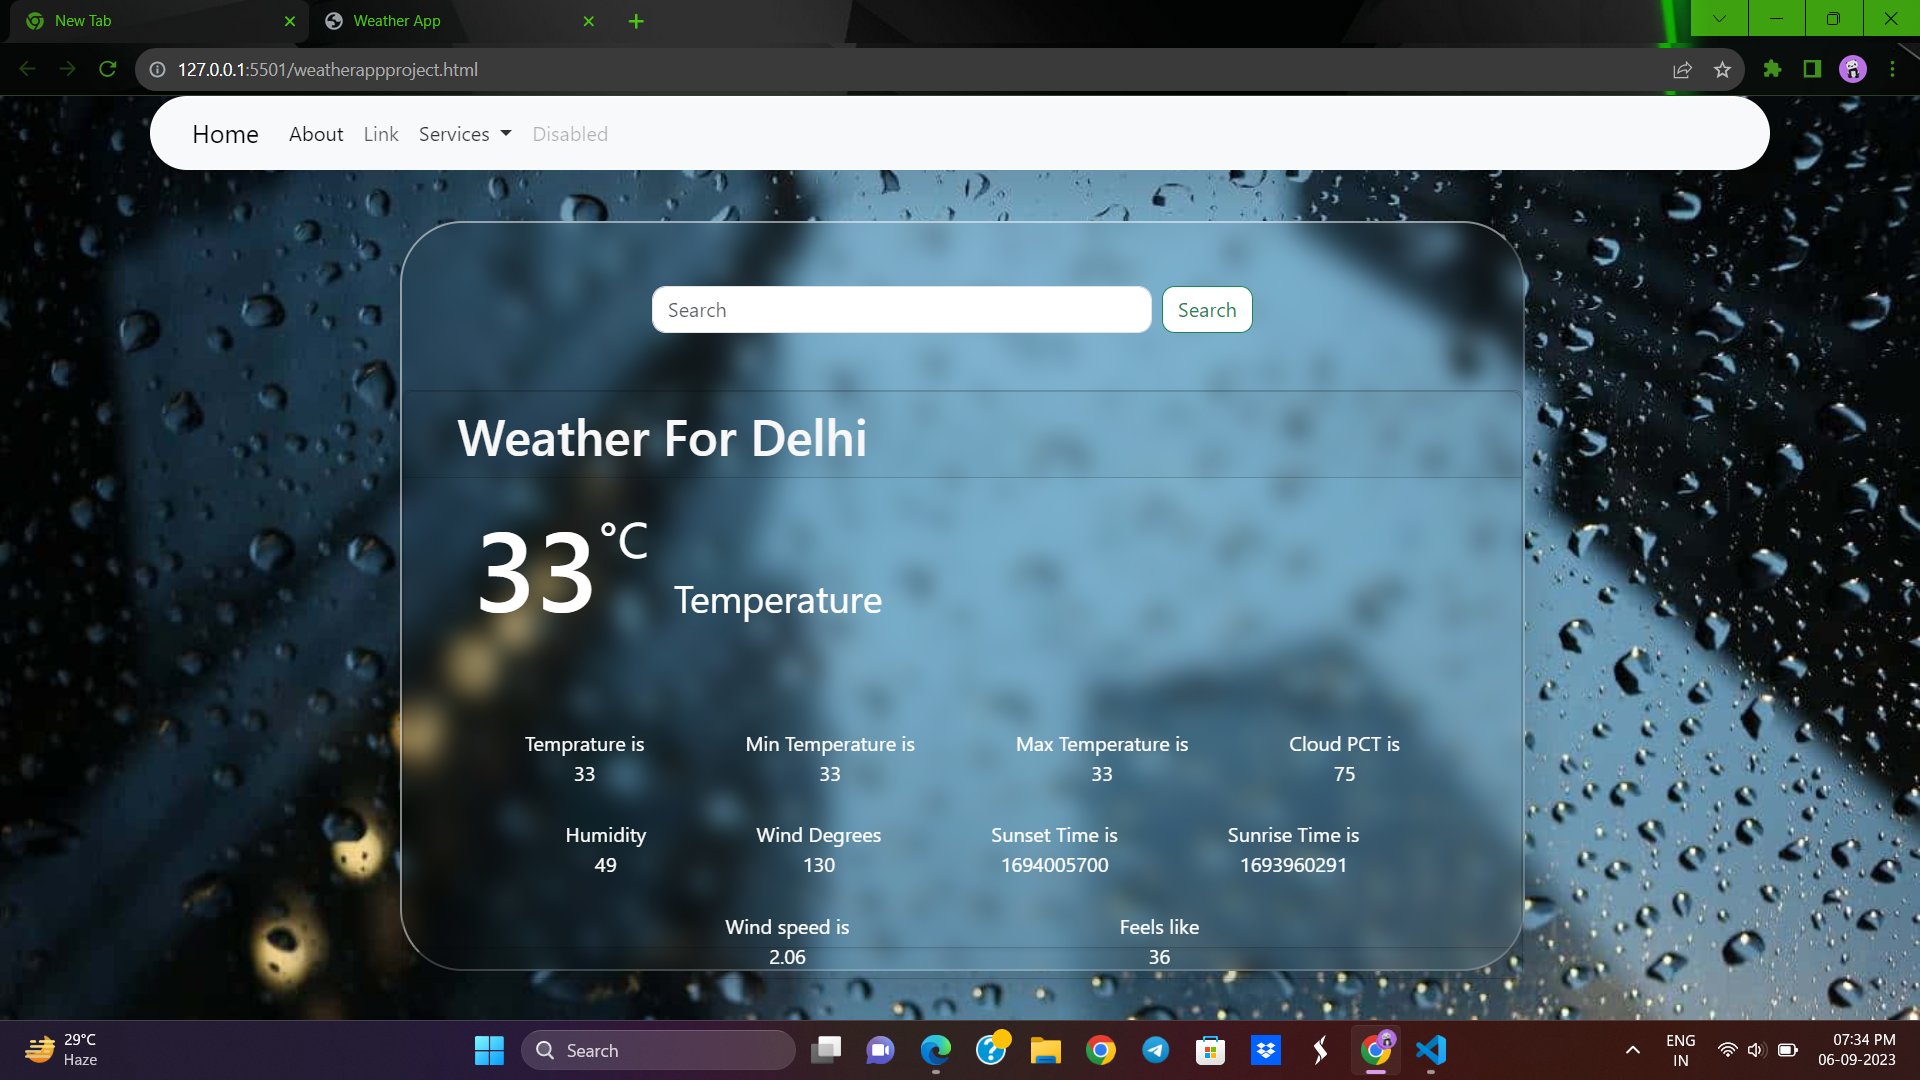 New Tab
Weather App
127.0.0.1:5501/weatherappproject.html
Home About Link Services Disabled
Search Search
Weather For Delhi
33 °C Temperature
Temprature is Min Temperature is Max Temperature is Cloud PCT is
33 33 33 75
Humidity Wind Degrees Sunset Time is Sunrise Time is
49 130 1694005700 1693960291
Wind speed is Feels like
2.06 36
29°C
Haze
Search
ENG
IN
07:34 PM
06-09-2023